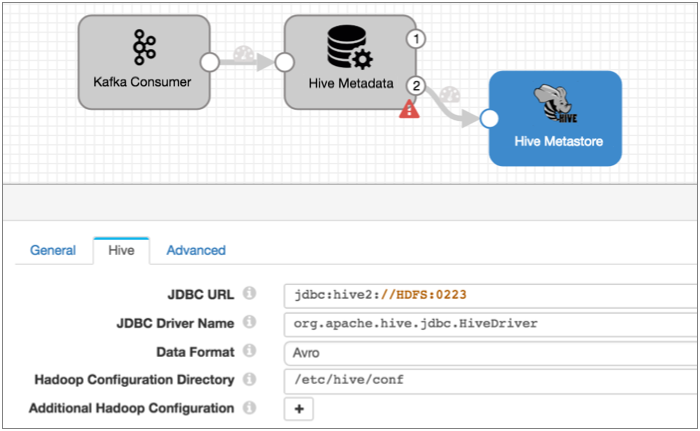 1
Kafka Consumer
Hive Metadata
2
HIVE
Hive Metastore
General Hive Advanced
JDBC URL jdbc:hive2://HDFS:0223
JDBC Driver Name org.apache.hive.jdbc.HiveDriver
Data Format Avro
Hadoop Configuration Directory /etc/hive/conf
Additional Hadoop Configuration +